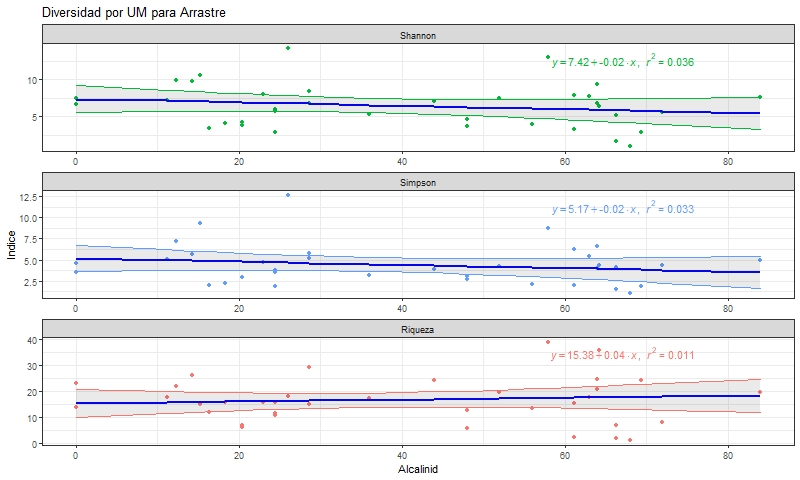 Diversidad por UM para Arrastre
Shannon
y = 7.42 + -0.02 · x, r² = 0.036
10
5
0 20 40 60 80
Simpson
y = 5.17 + -0.02 · x, r² = 0.033
12.5
10.0
7.5
5.0
2.5
0 20 40 60 80
Indice
Riqueza
y = 15.38 + 0.04 · x, r² = 0.011
40
30
20
10
0
0 20 40 60 80
Alcalinid